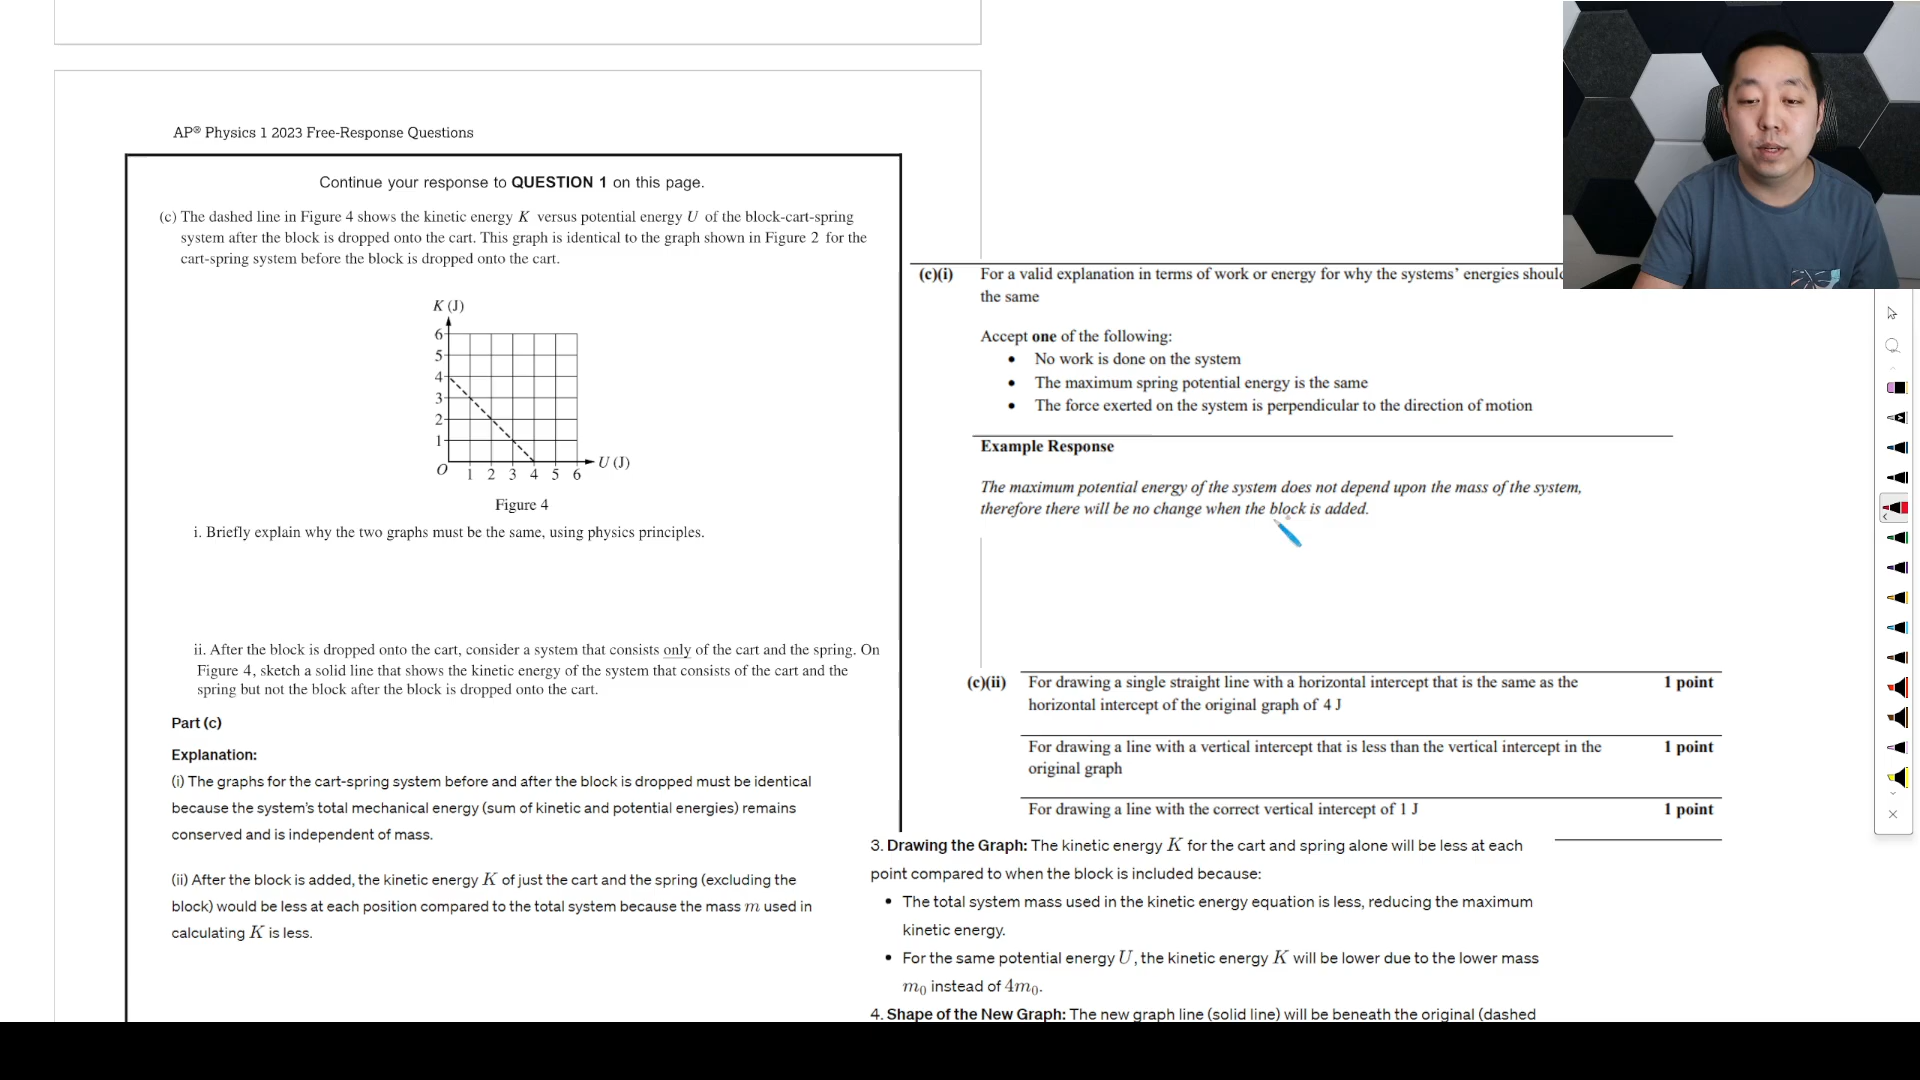 AP® Physics 1 2023 Free-Response Questions
Continue your response to QUESTION 1 on this page.
(c) The dashed line in Figure 4 shows the kinetic energy K versus potential energy U of the block-cart-spring
system after the block is dropped onto the cart. This graph is identical to the graph shown in Figure 2 for the
cart-spring system before the block is dropped onto the cart.
K (J)
6
5
4
3
2
1
O 1 2 3 4 5 6
U (J)
Figure 4
i. Briefly explain why the two graphs must be the same, using physics principles.
ii. After the block is dropped onto the cart, consider a system that consists only of the cart and the spring. On
Figure 4, sketch a solid line that shows the kinetic energy of the system that consists of the cart and the
spring but not the block after the block is dropped onto the cart.
Part (c)
Explanation:
(i) The graphs for the cart-spring system before and after the block is dropped must be identical
because the system's total mechanical energy (sum of kinetic and potential energies) remains
conserved and is independent of mass.
(ii) After the block is added, the kinetic energy K of just the cart and the spring (excluding the
block) would be less at each position compared to the total system because the mass m used in
calculating K is less.
(c)(i) For a valid explanation in terms of work or energy for why the systems' energies should
the same
Accept one of the following:
• No work is done on the system
• The maximum spring potential energy is the same
• The force exerted on the system is perpendicular to the direction of motion
Example Response
The maximum potential energy of the system does not depend upon the mass of the system,
therefore there will be no change when the block is added.
(c)(ii) For drawing a single straight line with a horizontal intercept that is the same as the 1 point
horizontal intercept of the original graph of 4 J
For drawing a line with a vertical intercept that is less than the vertical intercept in the 1 point
original graph
For drawing a line with the correct vertical intercept of 1 J 1 point
3. Drawing the Graph: The kinetic energy K for the cart and spring alone will be less at each
point compared to when the block is included because:
• The total system mass used in the kinetic energy equation is less, reducing the maximum
kinetic energy.
• For the same potential energy U, the kinetic energy K will be lower due to the lower mass
m₀ instead of 4m₀.
4. Shape of the New Graph: The new graph line (solid line) will be beneath the original (dashed